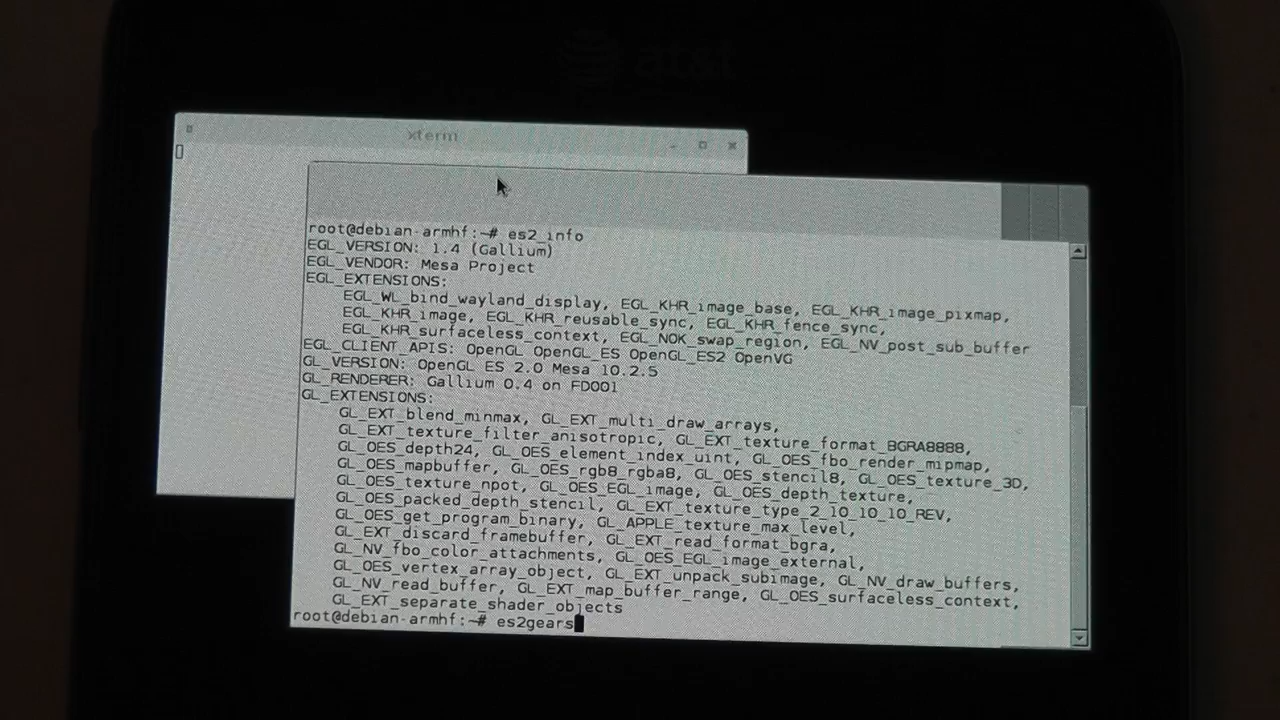 at&t
xterm
root@debian-armhf:~# es2_info
EGL_VERSION: 1.4 (Gallium)
EGL_VENDOR: Mesa Project
EGL_EXTENSIONS:
EGL_WL_bind_wayland_display, EGL_KHR_image_base, EGL_KHR_image_pixmap,
EGL_KHR_image, EGL_KHR_reusable_sync, EGL_KHR_fence_sync,
EGL_KHR_surfaceless_context, EGL_NOK_swap_region, EGL_NV_post_sub_buffer
EGL_CLIENT_APIS: OpenGL OpenGL_ES OpenGL_ES2 OpenVG
GL_VERSION: OpenGL ES 2.0 Mesa 10.2.5
GL_RENDERER: Gallium 0.4 on FD001
GL_EXTENSIONS:
GL_EXT_blend_minmax, GL_EXT_multi_draw_arrays,
GL_EXT_texture_filter_anisotropic, GL_EXT_texture_format_BGRA8888,
GL_OES_depth24, GL_OES_element_index_uint, GL_OES_fbo_render_mipmap,
GL_OES_mapbuffer, GL_OES_rgb8_rgba8, GL_OES_stencil8, GL_OES_texture_3D,
GL_OES_texture_npot, GL_OES_EGL_image, GL_OES_depth_texture,
GL_OES_packed_depth_stencil, GL_EXT_texture_type_2_10_10_10_REV,
GL_OES_get_program_binary, GL_APPLE_texture_max_level,
GL_EXT_discard_framebuffer, GL_EXT_read_format_bgra,
GL_NV_fbo_color_attachments, GL_OES_EGL_image_external,
GL_OES_vertex_array_object, GL_EXT_unpack_subimage, GL_NV_draw_buffers,
GL_NV_read_buffer, GL_EXT_map_buffer_range, GL_OES_surfaceless_context,
GL_EXT_separate_shader_objects
root@debian-armhf:~# es2gears